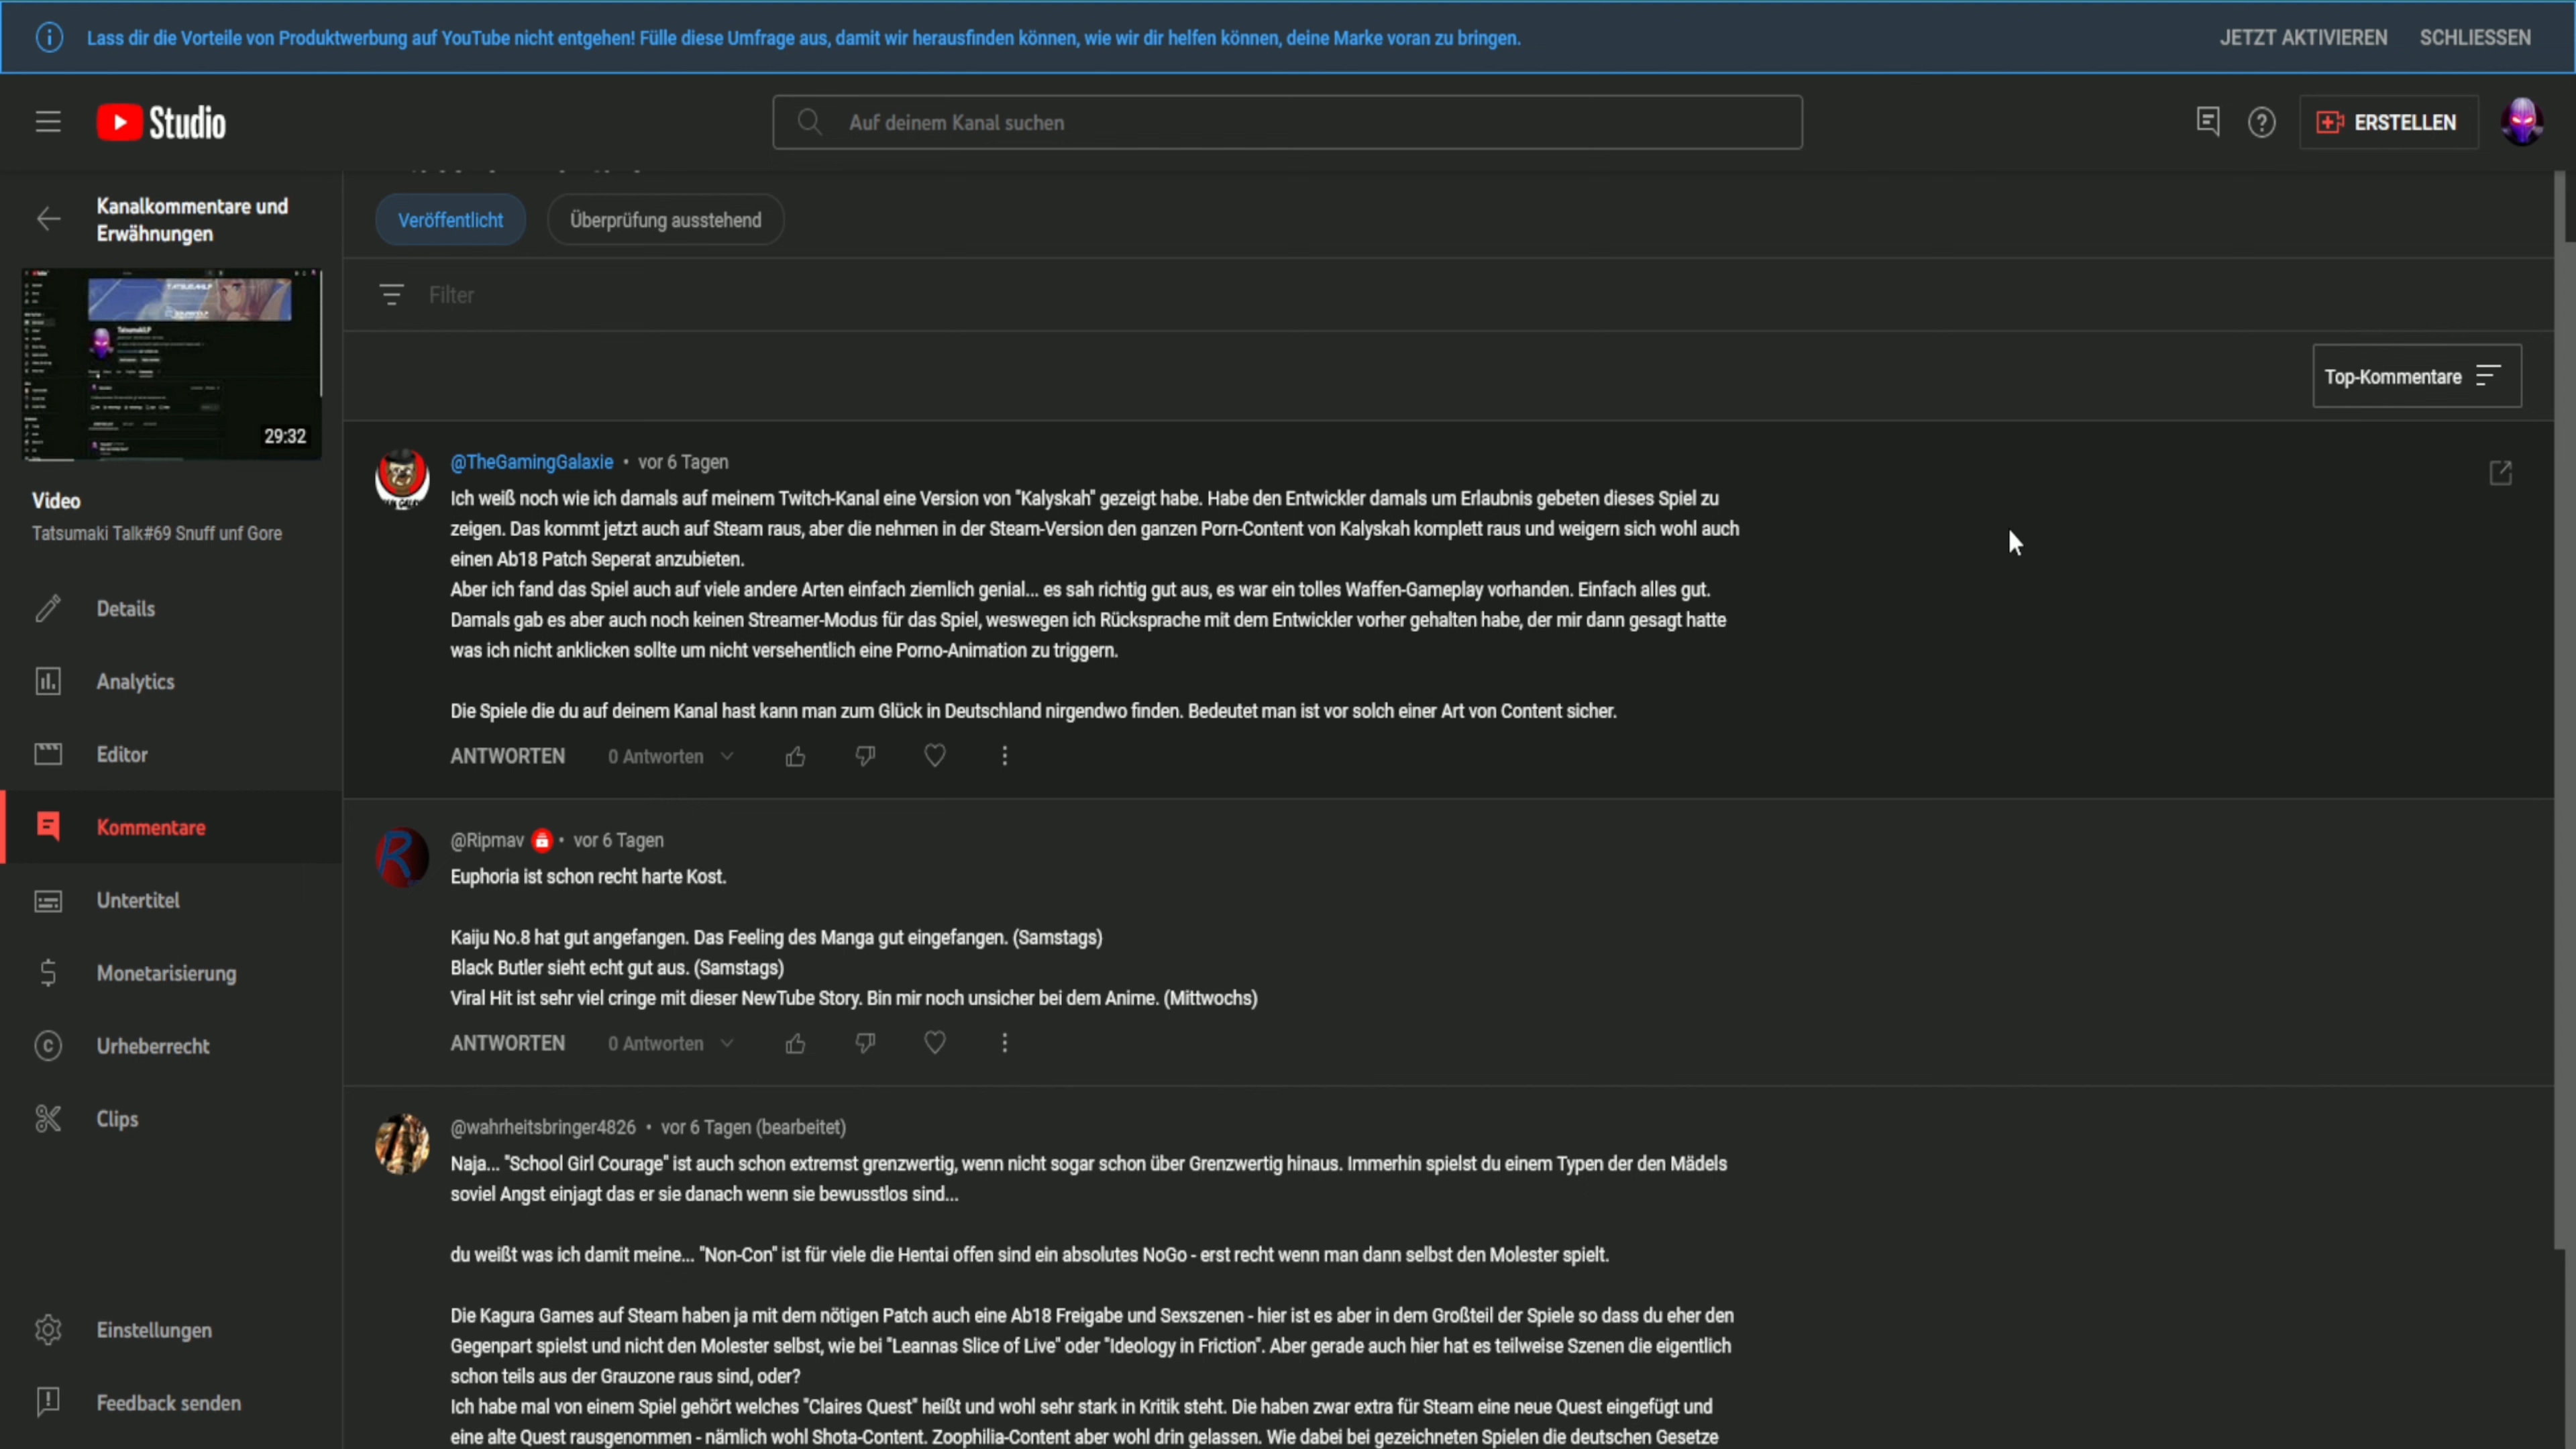 Lass dir die Vorteile von Produktwerbung auf YouTube nicht entgehen! Fülle diese Umfrage aus, damit wir herausfinden können, wie wir dir helfen können, deine Marke voran zu bringen.
JETZT AKTIVIEREN
SCHLIESSEN
Studio
Auf deinem Kanal suchen
ERSTELLEN
Kanalkommentare und
Erwähnungen
29:32
Video
Tatsumaki Talk#69 Snuff unf Gore
Details
Analytics
Editor
Kommentare
Untertitel
Monetarisierung
Urheberrecht
Clips
Einstellungen
Feedback senden
Veröffentlicht
Überprüfung ausstehend
Filter
Top-Kommentare
@TheGamingGalaxie • vor 6 Tagen
Ich weiß noch wie ich damals auf meinem Twitch-Kanal eine Version von "Kalyskah" gezeigt habe. Habe den Entwickler damals um Erlaubnis gebeten dieses Spiel zu
zeigen. Das kommt jetzt auch auf Steam raus, aber die nehmen in der Steam-Version den ganzen Porn-Content von Kalyskah komplett raus und weigern sich wohl auch
einen Ab18 Patch Seperat anzubieten.
Aber ich fand das Spiel auch auf viele andere Arten einfach ziemlich genial... es sah richtig gut aus, es war ein tolles Waffen-Gameplay vorhanden. Einfach alles gut.
Damals gab es aber auch noch keinen Streamer-Modus für das Spiel, weswegen ich Rücksprache mit dem Entwickler vorher gehalten habe, der mir dann gesagt hatte
was ich nicht anklicken sollte um nicht versehentlich eine Porno-Animation zu triggern.
Die Spiele die du auf deinem Kanal hast kann man zum Glück in Deutschland nirgendwo finden. Bedeutet man ist vor solch einer Art von Content sicher.
ANTWORTEN 0 Antworten
@Ripmav • vor 6 Tagen
Euphoria ist schon recht harte Kost.
Kaiju No.8 hat gut angefangen. Das Feeling des Manga gut eingefangen. (Samstags)
Black Butler sieht echt gut aus. (Samstags)
Viral Hit ist sehr viel cringe mit dieser NewTube Story. Bin mir noch unsicher bei dem Anime. (Mittwochs)
ANTWORTEN 0 Antworten
@wahrheitsbringer4826 • vor 6 Tagen (bearbeitet)
Naja... "School Girl Courage" ist auch schon extremst grenzwertig, wenn nicht sogar schon über Grenzwertig hinaus. Immerhin spielst du einem Typen der den Mädels
soviel Angst einjagt das er sie danach wenn sie bewusstlos sind...
du weißt was ich damit meine... "Non-Con" ist für viele die Hentai offen sind ein absolutes NoGo - erst recht wenn man dann selbst den Molester spielt.
Die Kagura Games auf Steam haben ja mit dem nötigen Patch auch eine Ab18 Freigabe und Sexszenen - hier ist es aber in dem Großteil der Spiele so dass du eher den
Gegenpart spielst und nicht den Molester selbst, wie bei "Leannas Slice of Live" oder "Ideology in Friction". Aber gerade auch hier hat es teilweise Szenen die eigentlich
schon teils aus der Grauzone raus sind, oder?
Ich habe mal von einem Spiel gehört welches "Claires Quest" heißt und wohl sehr stark in Kritik steht. Die haben zwar extra für Steam eine neue Quest eingefügt und
eine alte Quest rausgenommen - nämlich wohl Shota-Content. Zoophilia-Content aber wohl drin gelassen. Wie dabei bei gezeichneten Spielen die deutschen Gesetze